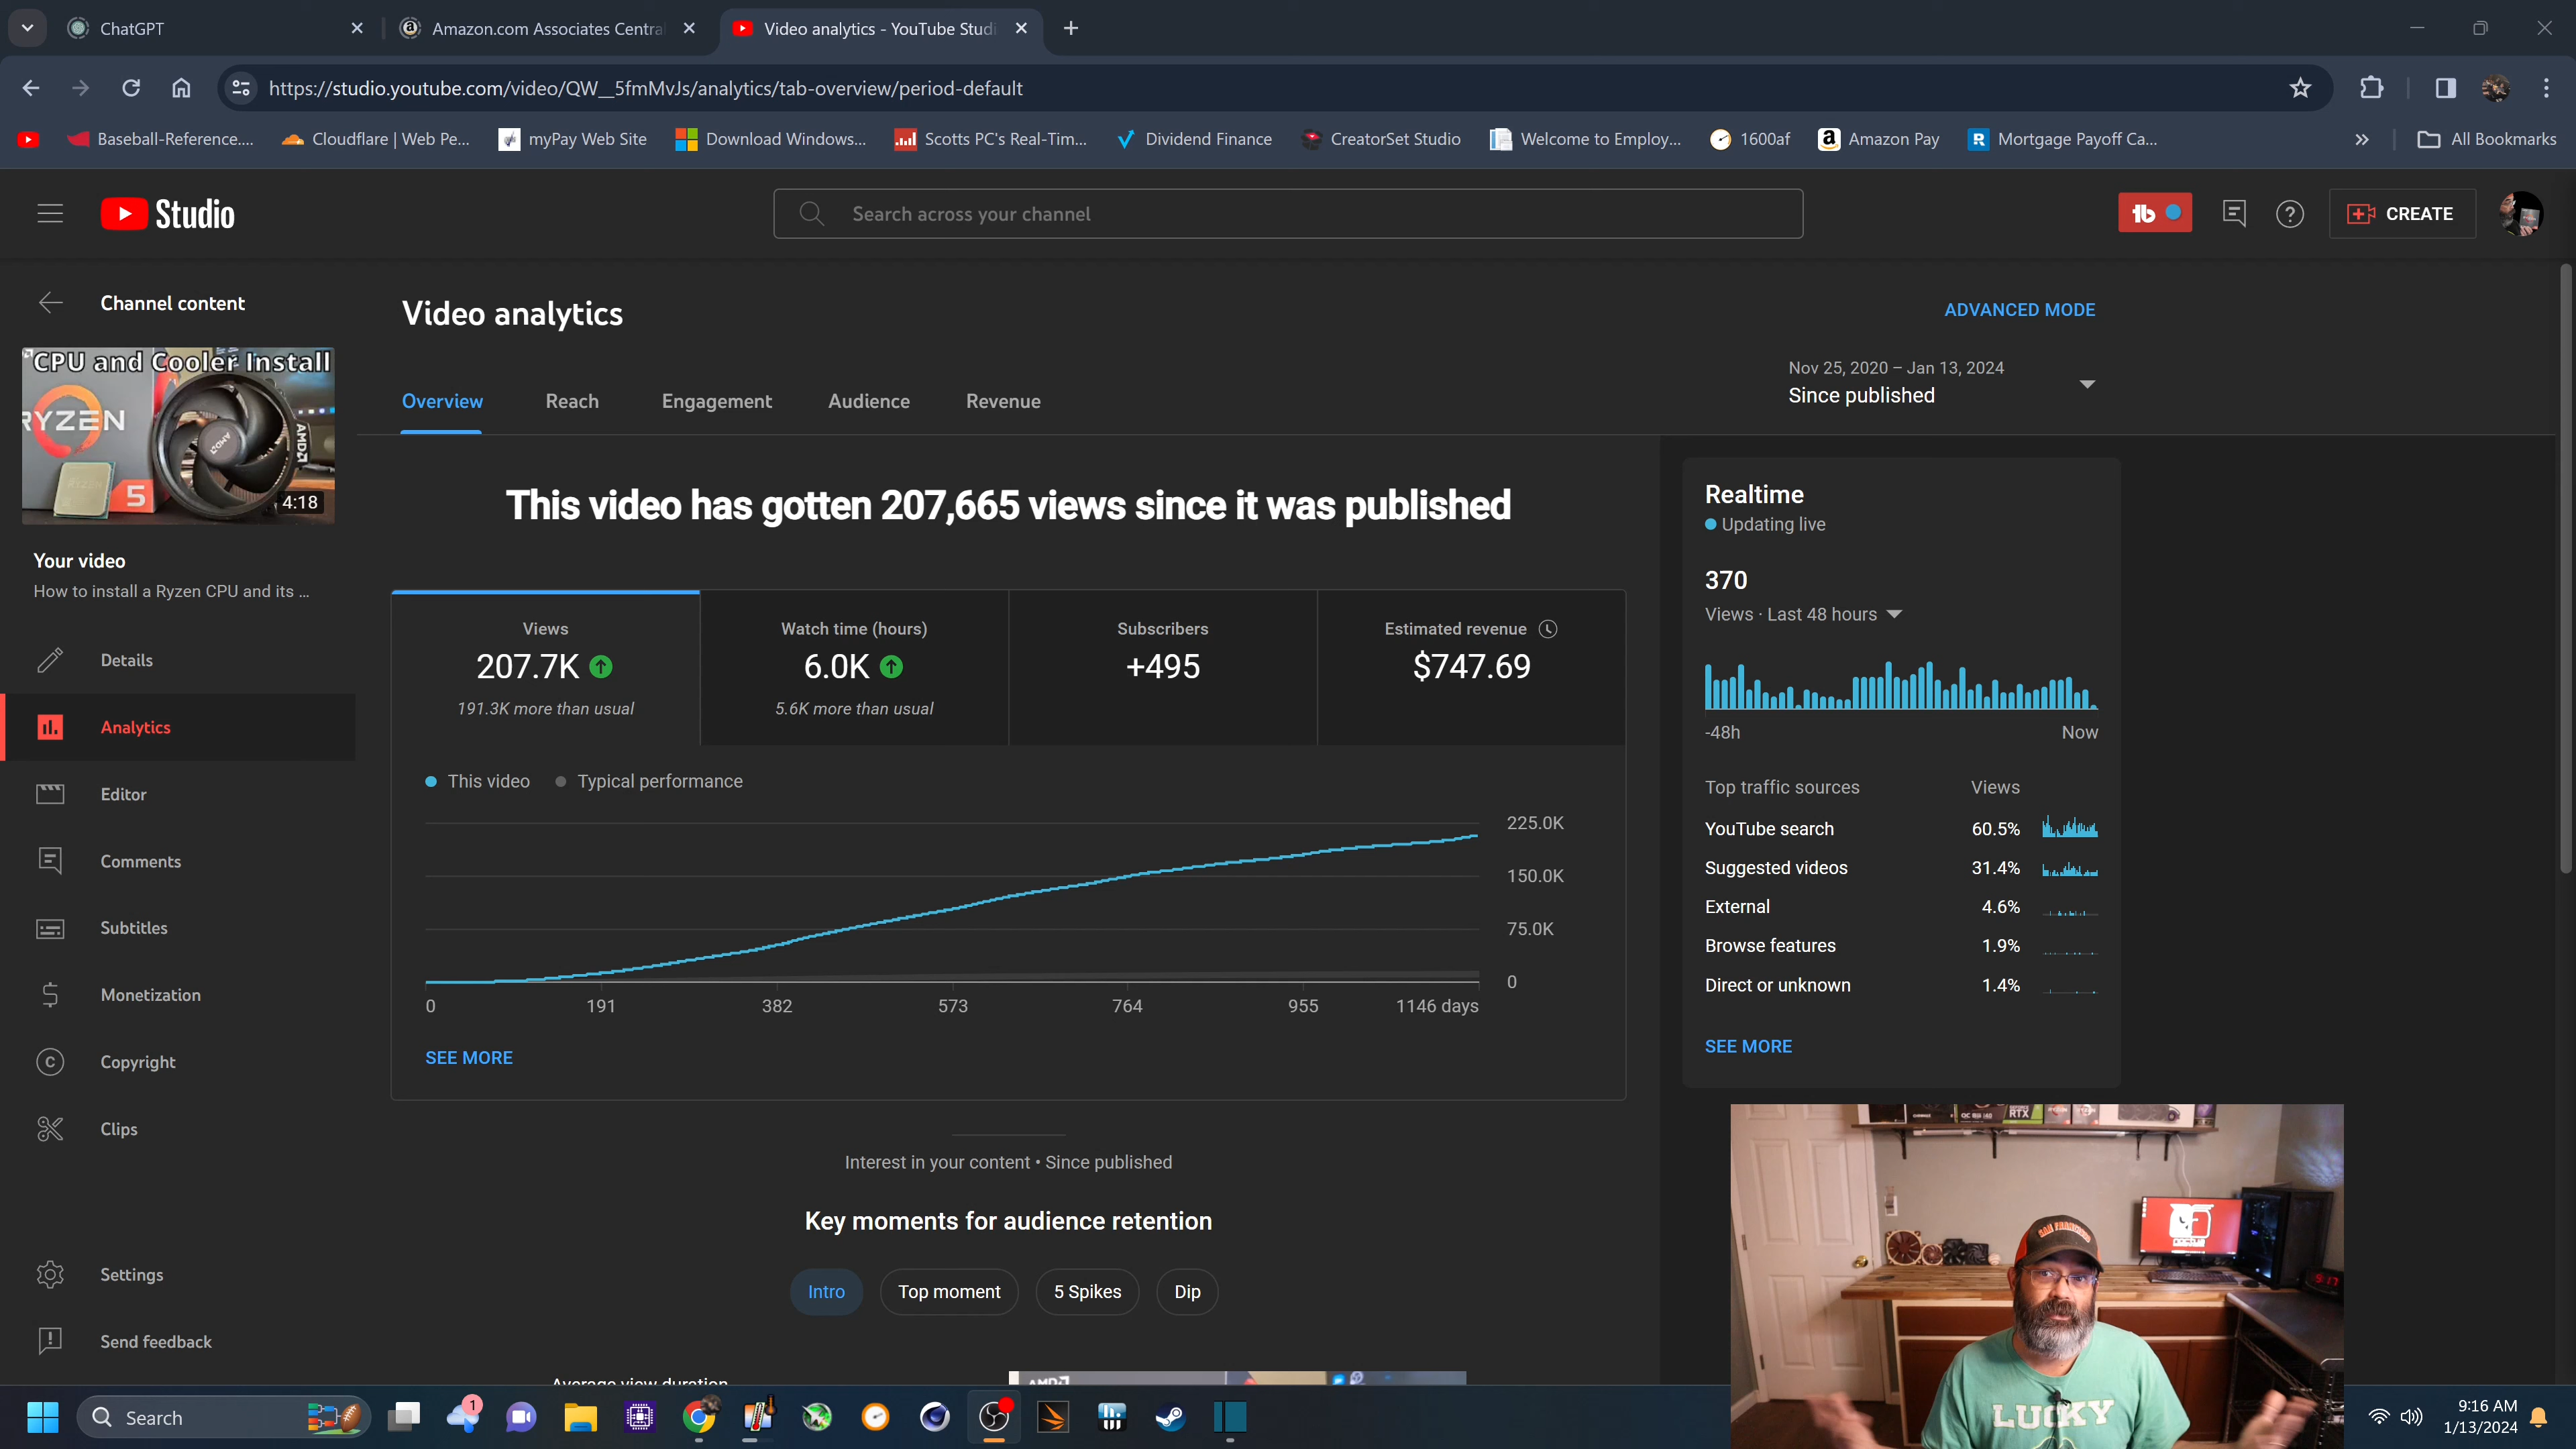 ChatGPT
Amazon.com Associates Central
Video analytics - YouTube Studi
https://studio.youtube.com/video/QW__5fmMvJs/analytics/tab-overview/period-default
Baseball-Reference.... Cloudflare | Web Pe... myPay Web Site Download Windows... Scotts PC's Real-Tim... Dividend Finance CreatorSet Studio Welcome to Employ... 1600af Amazon Pay Mortgage Payoff Ca... All Bookmarks
Studio
Search across your channel
CREATE
Channel content
CPU and Cooler Install
RYZEN
AMD
RYZEN
5
4:18
Your video
How to install a Ryzen CPU and its ...
Details
Analytics
Editor
Comments
Subtitles
Monetization
Copyright
Clips
Settings
Send feedback
Video analytics
ADVANCED MODE
Overview Reach Engagement Audience Revenue
Nov 25, 2020 – Jan 13, 2024
Since published
This video has gotten 207,665 views since it was published
Views
207.7K
191.3K more than usual
Watch time (hours)
6.0K
5.6K more than usual
Subscribers
+495
Estimated revenue
$747.69
This video Typical performance
225.0K
150.0K
75.0K
0
0 191 382 573 764 955 1146 days
SEE MORE
Interest in your content • Since published
Key moments for audience retention
Intro Top moment 5 Spikes Dip
Average view duration
AMD
Realtime
Updating live
370
Views · Last 48 hours
-48h Now
Top traffic sources Views
YouTube search 60.5%
Suggested videos 31.4%
External 4.6%
Browse features 1.9%
Direct or unknown 1.4%
SEE MORE
RTX
SAN FRANCISCO
9:17
LUCKY
Search
1
9:16 AM
1/13/2024